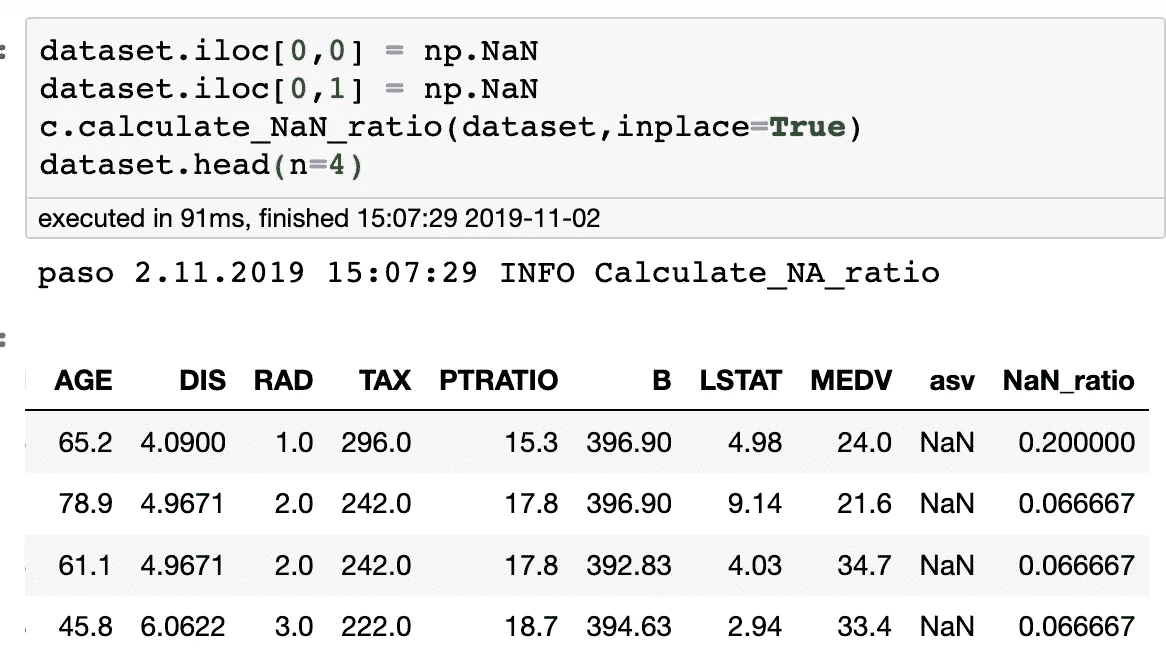 dataset.iloc[0,0] = np.NaN
dataset.iloc[0,1] = np.NaN
c.calculate_NaN_ratio(dataset,inplace=True)
dataset.head(n=4)
executed in 91ms, finished 15:07:29 2019-11-02
paso 2.11.2019 15:07:29 INFO Calculate_NA_ratio
AGE DIS RAD TAX PTRATIO B LSTAT MEDV asv NaN_ratio
65.2 4.0900 1.0 296.0 15.3 396.90 4.98 24.0 NaN 0.200000
78.9 4.9671 2.0 242.0 17.8 396.90 9.14 21.6 NaN 0.066667
61.1 4.9671 2.0 242.0 17.8 392.83 4.03 34.7 NaN 0.066667
45.8 6.0622 3.0 222.0 18.7 394.63 2.94 33.4 NaN 0.066667